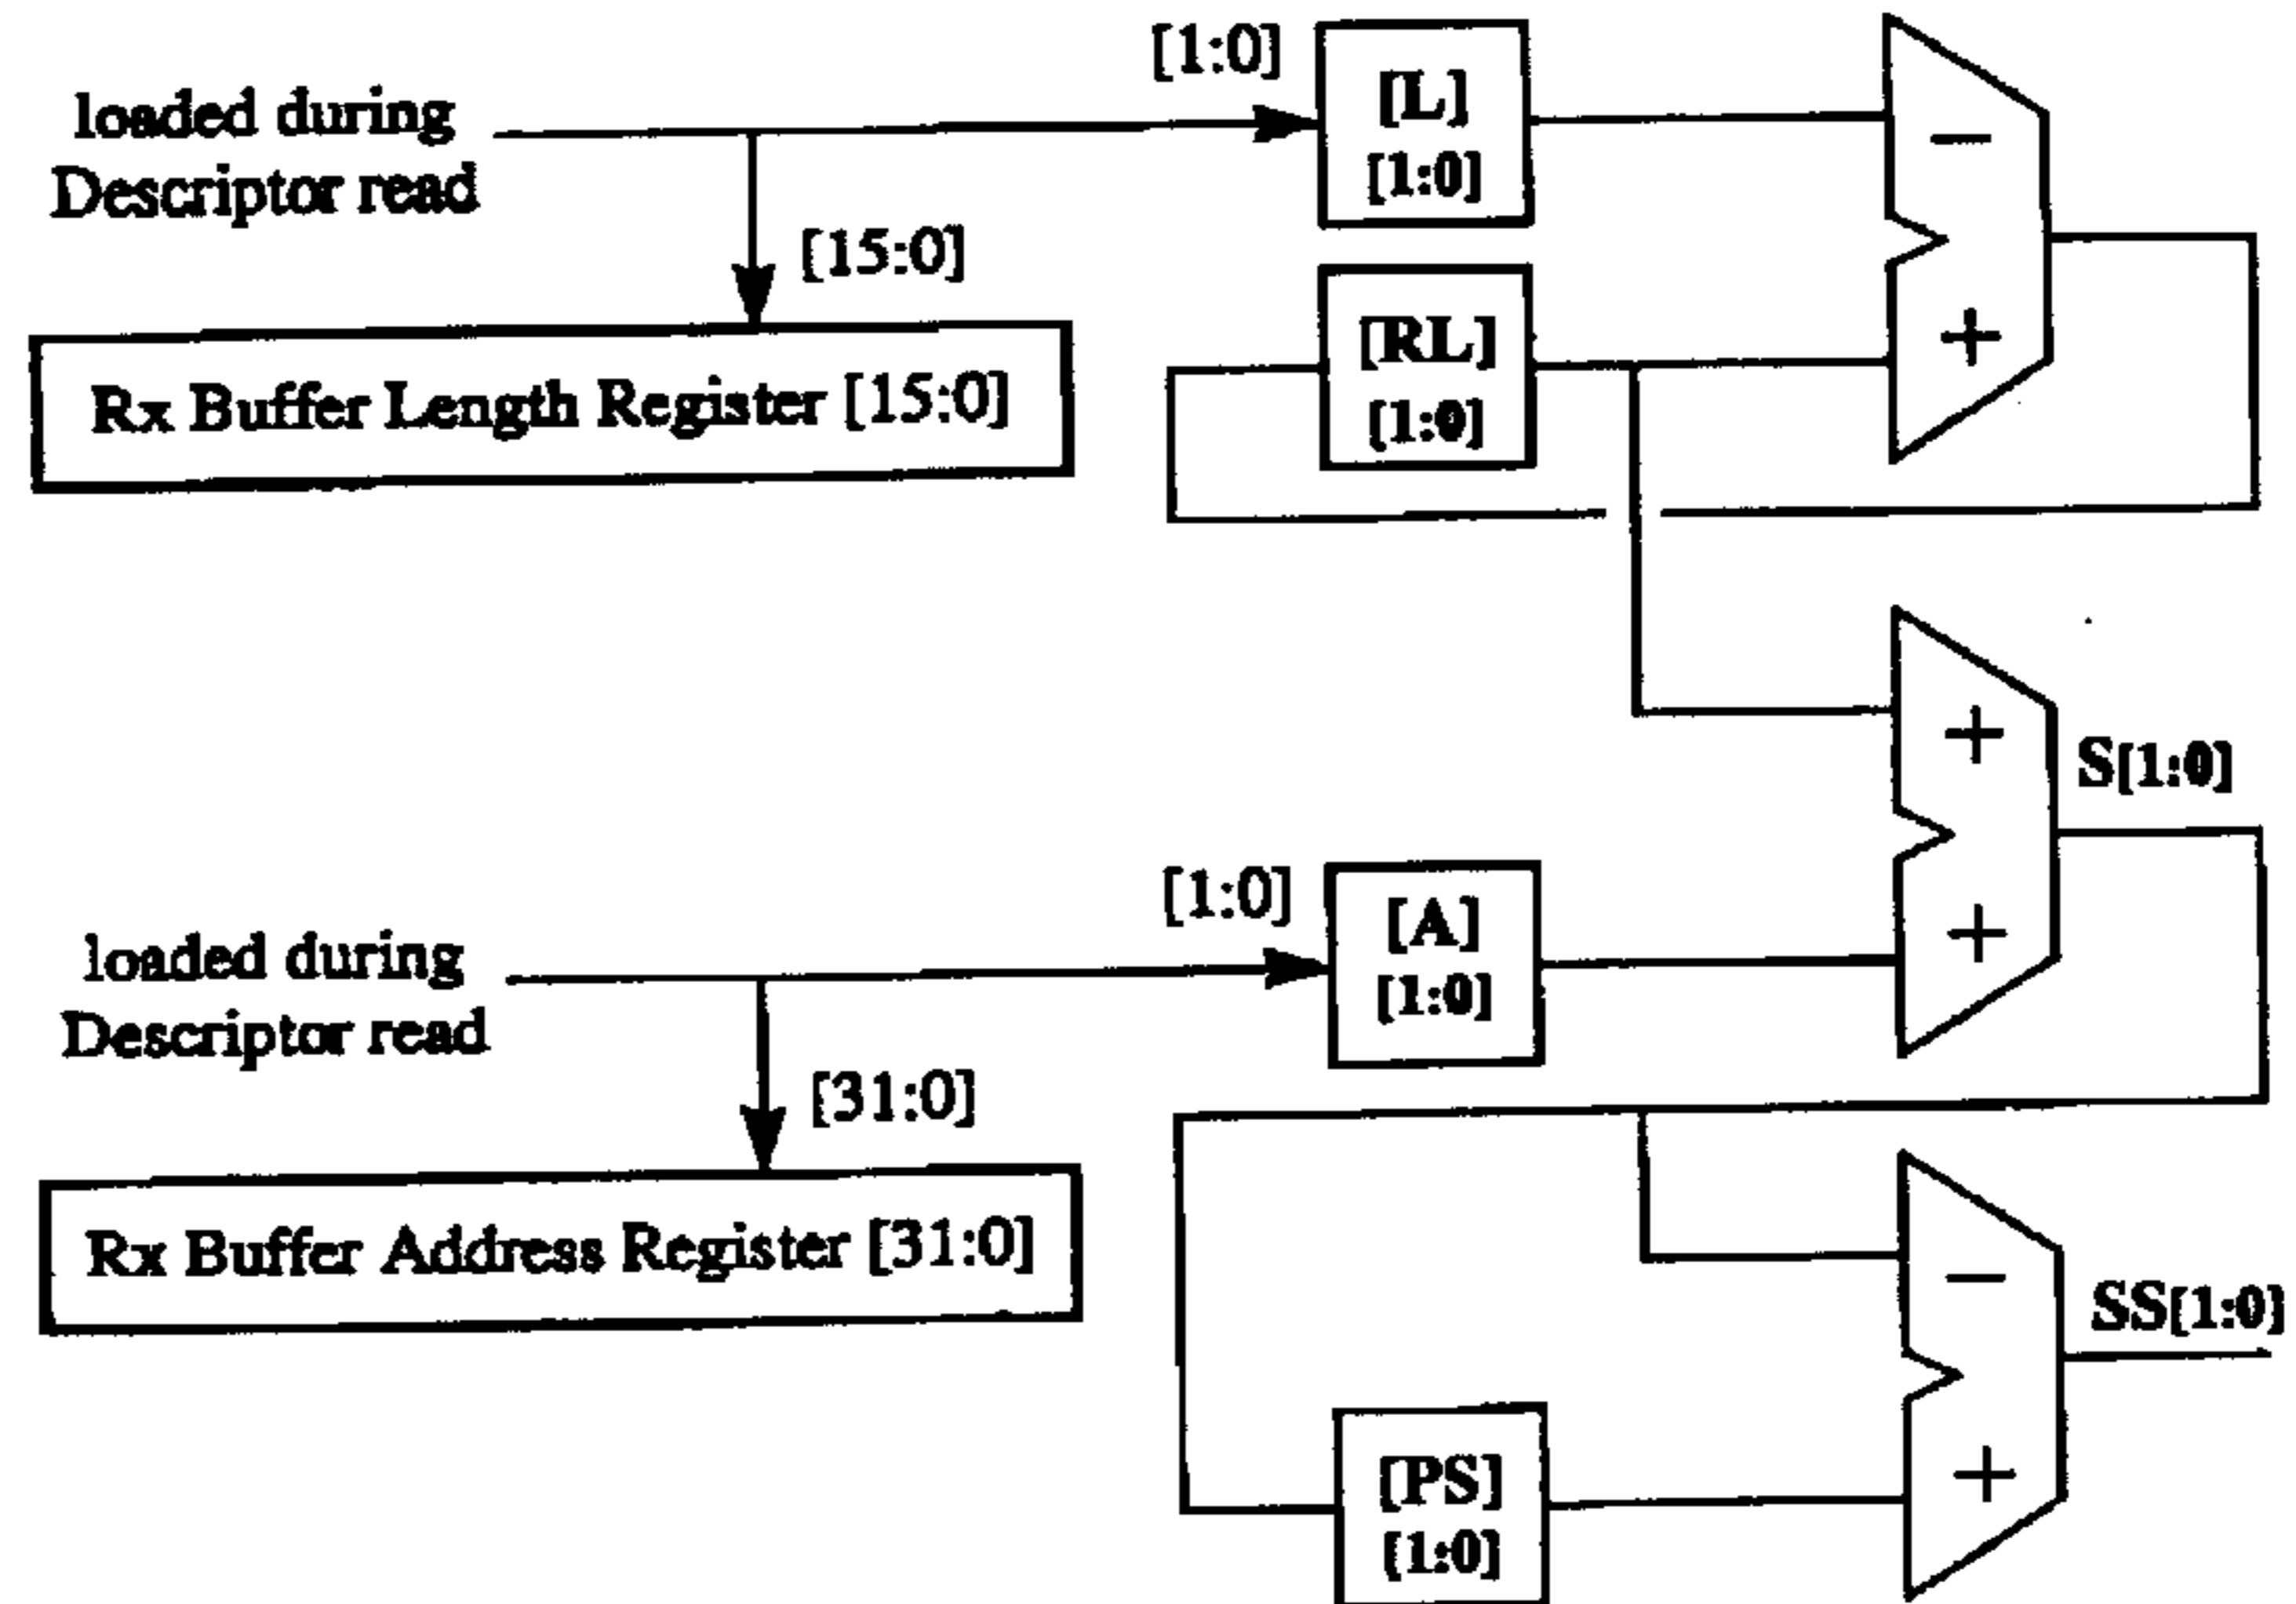 [1:0]
[L]
[1:0]
−
loaded during
Descriptor read
[15:0]
[RL]
[1:0]
+
Rx Buffer Length Register [15:0]
+
S[1:0]
[1:0]
[A]
[1:0]
+
loaded during
Descriptor read
[31:0]
Rx Buffer Address Register [31:0]
−
SS[1:0]
[PS]
[1:0]
+